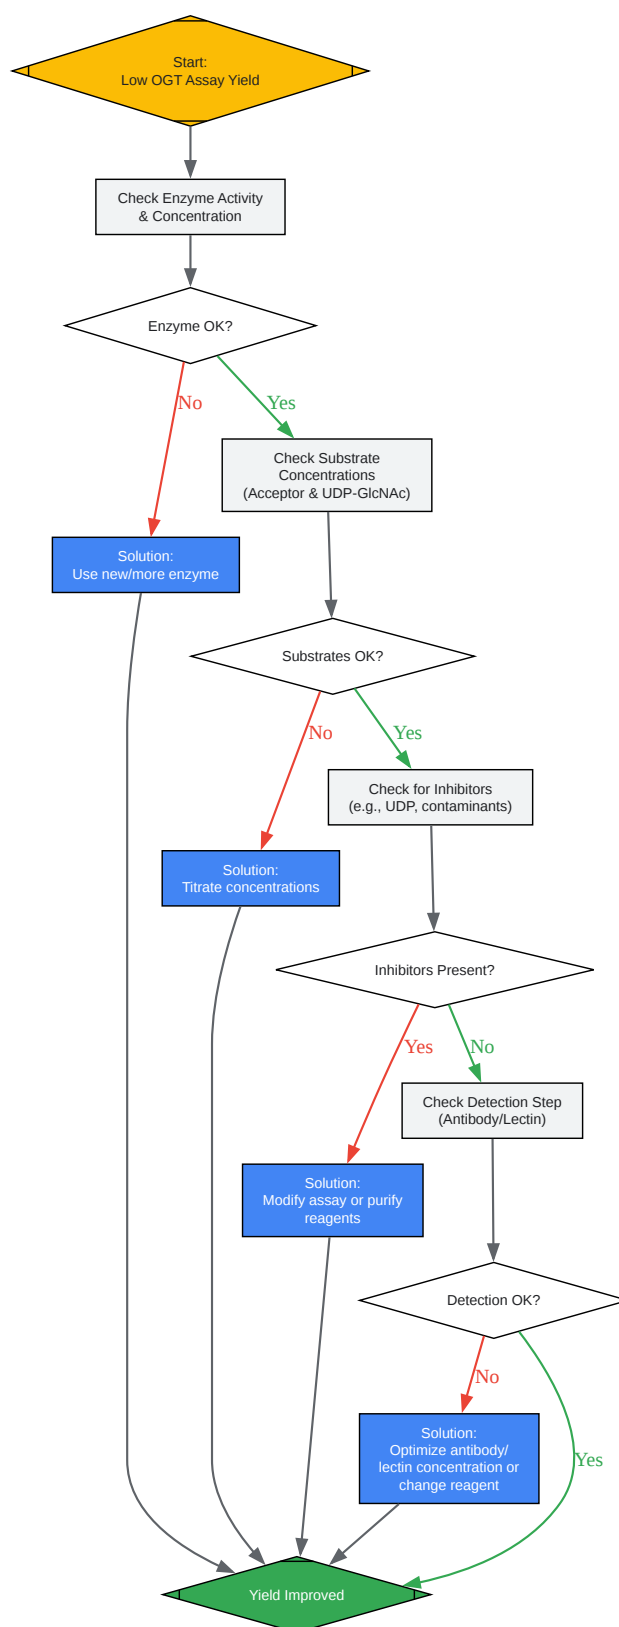 Start:
Low OGT Assay Yield
Check Enzyme Activity
& Concentration
Enzyme OK?
No
Yes
Check Substrate
Concentrations
(Acceptor & UDP-GlcNAc)
Solution:
Use new/more enzyme
Substrates OK?
No
Yes
Check for Inhibitors
(e.g., UDP, contaminants)
Solution:
Titrate concentrations
Inhibitors Present?
Yes
No
Check Detection Step
(Antibody/Lectin)
Solution:
Modify assay or purify
reagents
Detection OK?
No
Solution:
Optimize antibody/
lectin concentration or
change reagent
Yes
Yield Improved